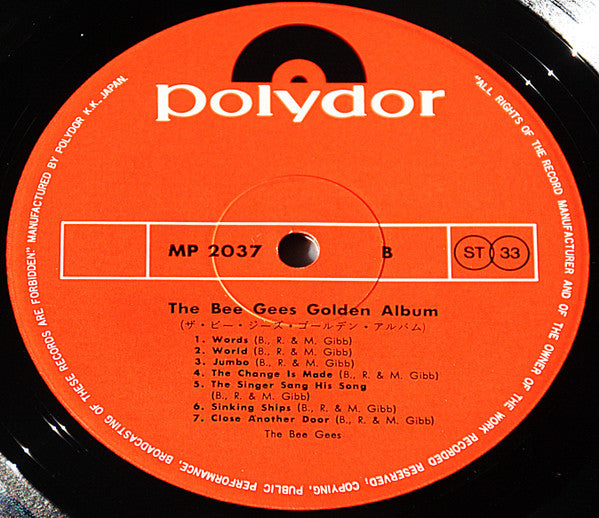 polydor
MP 2037
B
ST 33
The Bee Gees Golden Album
(ザ・ビー・ジーズ・ゴールデン・アルバム)
1. Words (B., R. & M. Gibb)
2. World (B., R. & M. Gibb)
3. Jumbo (B., R. & M. Gibb)
4. The Change Is Made (B., R. & M. Gibb)
5. The Singer Sang His Song
(B., R. & M. Gibb)
6. Sinking Ships (B., R. & M. Gibb)
7. Close Another Door (B., R. & M. Gibb)
The Bee Gees
"ALL RIGHTS OF THE RECORD MANUFACTURER AND OF THE OWNER OF THE WORK RECORDED RESERVED; COPYING, PUBLIC PERFORMANCE, BROADCASTING OF THESE RECORDS ARE FORBIDDEN." MANUFACTURED BY POLYDOR K.K., JAPAN.